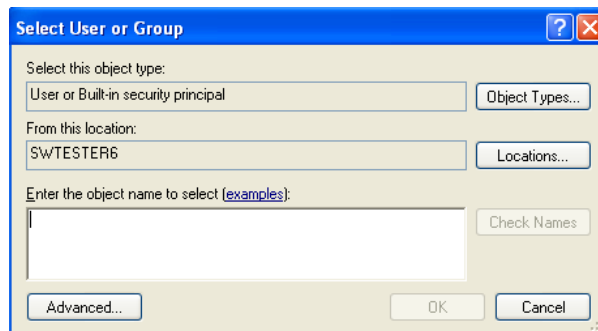 Select User or Group
Select this object type:
User or Built-in security principal
Object Types...
From this location:
SWTESTER6
Locations...
Enter the object name to select (examples):
Check Names
Advanced...
OK
Cancel